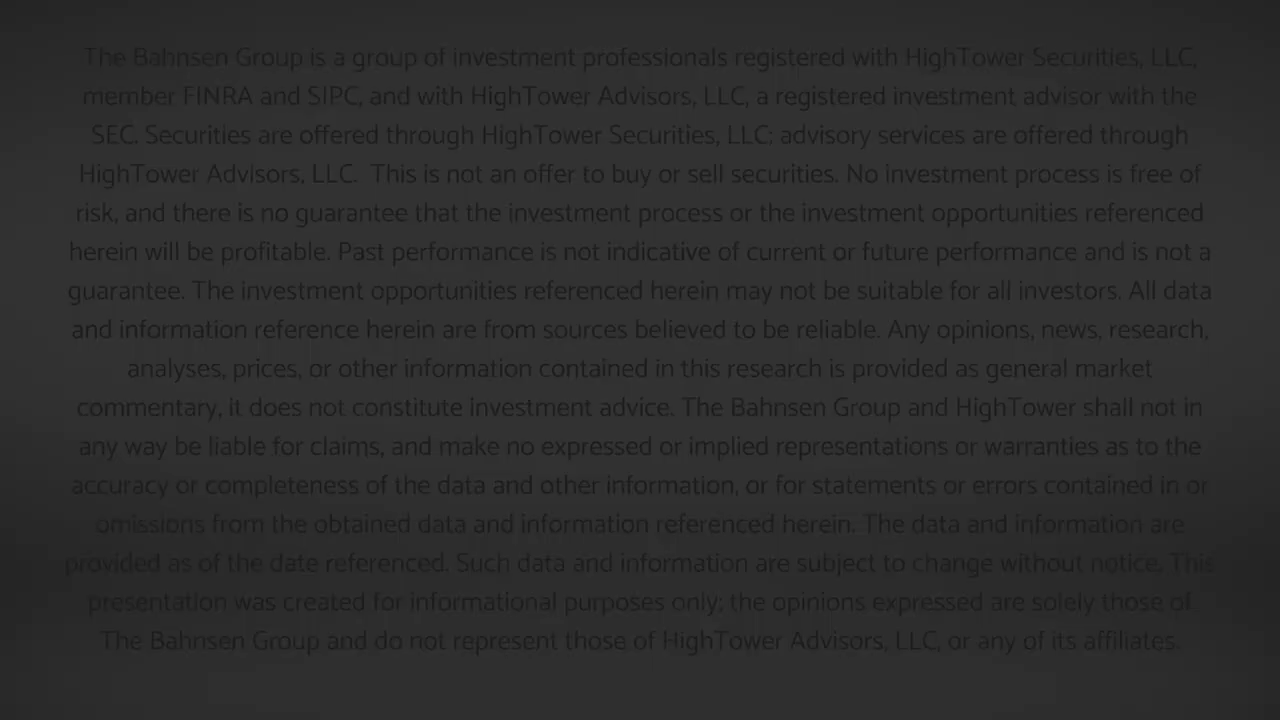 The Bahnsen Group is a group of investment professionals registered with HighTower Securities, LLC,
member FINRA and SIPC, and with HighTower Advisors, LLC, a registered investment advisor with the
SEC. Securities are offered through HighTower Securities, LLC; advisory services are offered through
HighTower Advisors, LLC.  This is not an offer to buy or sell securities. No investment process is free of
risk, and there is no guarantee that the investment process or the investment opportunities referenced
herein will be profitable. Past performance is not indicative of current or future performance and is not a
guarantee. The investment opportunities referenced herein may not be suitable for all investors. All data
and information reference herein are from sources believed to be reliable. Any opinions, news, research,
analyses, prices, or other information contained in this research is provided as general market
commentary, it does not constitute investment advice. The Bahnsen Group and HighTower shall not in
any way be liable for claims, and make no expressed or implied representations or warranties as to the
accuracy or completeness of the data and other information, or for statements or errors contained in or
omissions from the obtained data and information referenced herein. The data and information are
provided as of the date referenced. Such data and information are subject to change without notice. This
presentation was created for informational purposes only; the opinions expressed are solely those of
The Bahnsen Group and do not represent those of HighTower Advisors, LLC, or any of its affiliates.